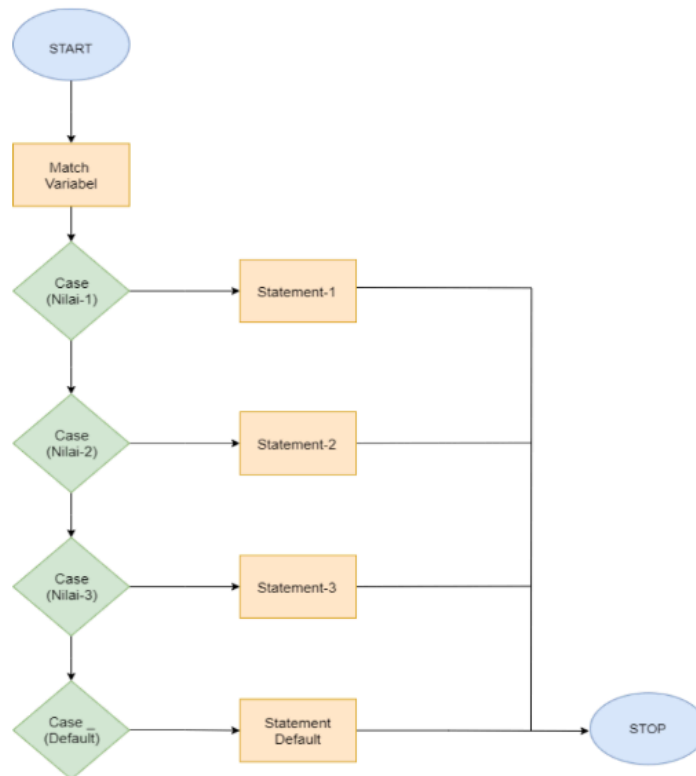 START
Match
Variabel
Case
(Nilai-1)
Statement-1
Case
(Nilai-2)
Statement-2
Case
(Nilai-3)
Statement-3
Case _
(Default)
Statement
Default
STOP